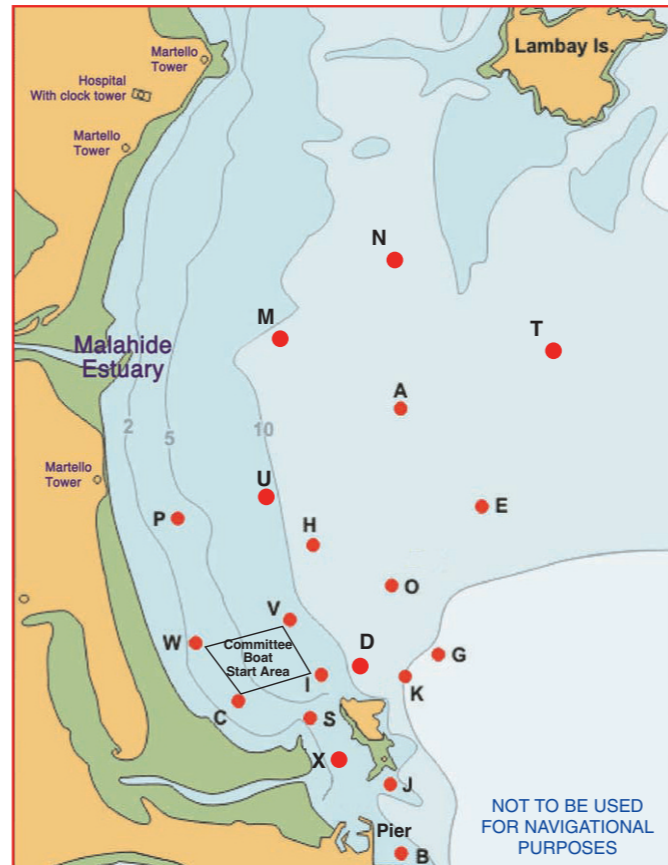 Martello
Tower
Lambay Is.
Hospital
With clock tower
Martello
Tower
N
M
T
Malahide
Estuary
A
2
5
10
Martello
Tower
U
E
P
H
O
V
W
Committee
Boat
Start Area
D
G
I
K
C
S
X
J
NOT TO BE USED
FOR NAVIGATIONAL
PURPOSES
Pier
B